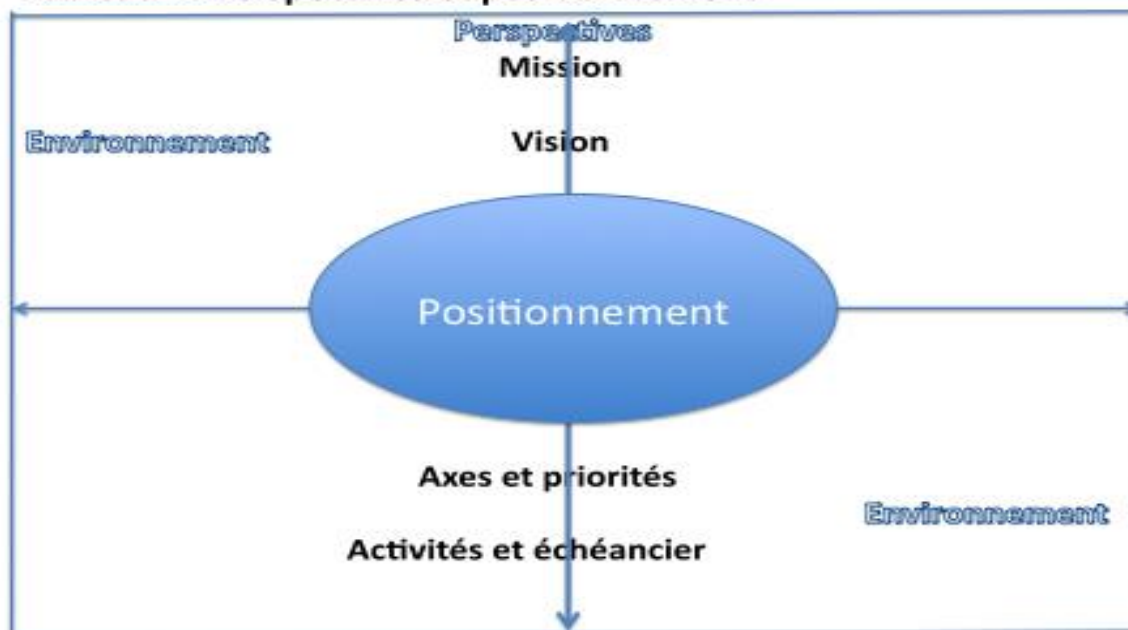 Perspectives
Mission
Environnement
Vision
Positionnement
Axes et priorités
Environnement
Activités et échéancier